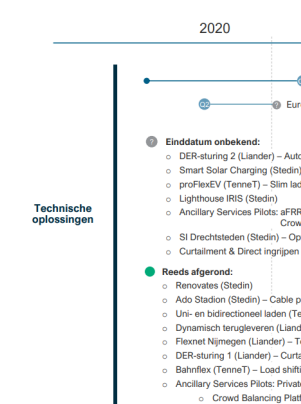 2020
Q2
? Eur
? Einddatum onbekend:
o DER-sturing 2 (Liander) – Auto
o Smart Solar Charging (Stedin)
o proFlexEV (TenneT) – Slim lad
o Lighthouse IRIS (Stedin)
o Ancillary Services Pilots: aFRR
Crow
o SI Drechtsteden (Stedin) – Op
o Curtailment & Direct ingrijpen
Technische
oplossingen
Reeds afgerond:
o Renovates (Stedin)
o Ado Stadion (Stedin) – Cable p
o Uni- en bidirectioneel laden (Te
o Dynamisch terugleveren (Liand
o Flexnet Nijmegen (Liander) – Te
o DER-sturing 1 (Liander) – Curta
o Bahnflex (TenneT) – Load shifti
o Ancillary Services Pilots: Private
o Crowd Balancing Platf